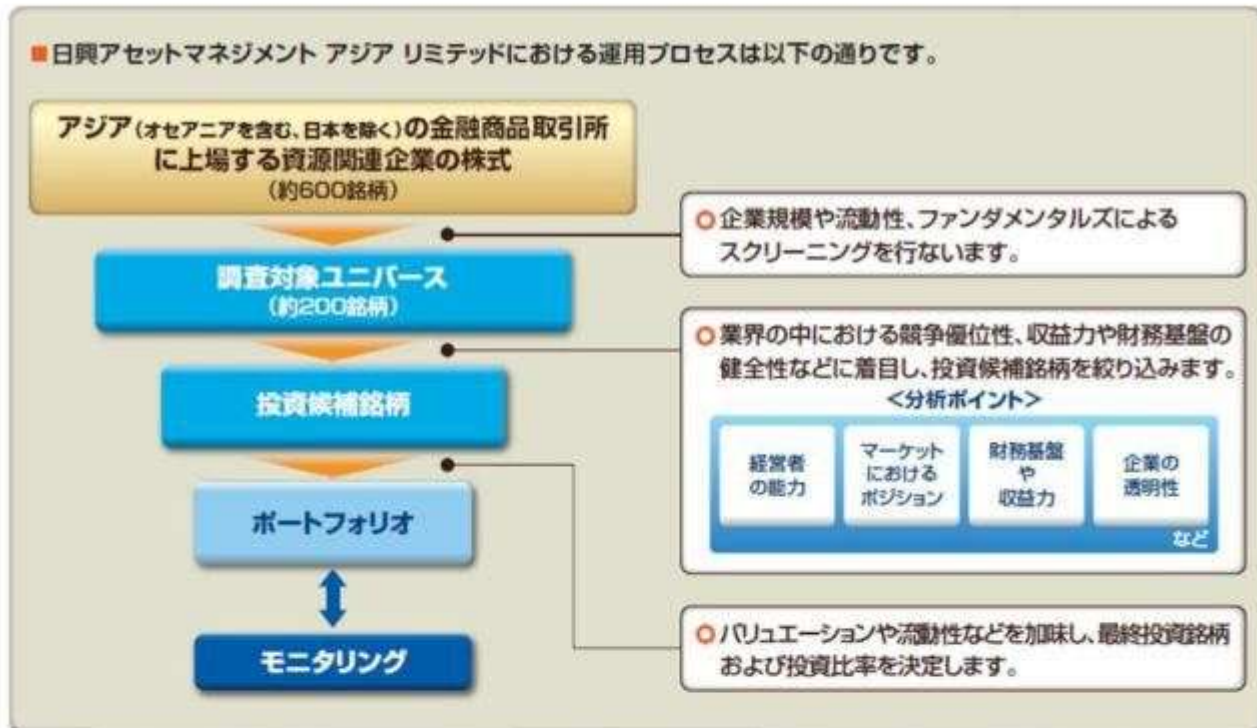 ■日興アセットマネジメント アジア リミテッドにおける運用プロセスは以下の通りです。
アジア(オセアニアを含む、日本を除く)の金融商品取引所
に上場する資源関連企業の株式
(約600銘柄)
○企業規模や流動性、ファンダメンタルズによる
スクリーニングを行ないます。
調査対象ユニバース
(約200銘柄)
○業界の中における競争優位性、収益力や財務基盤の
健全性などに着目し、投資候補銘柄を絞り込みます。
<分析ポイント>
経営者
の能力
マーケット
における
ポジション
財務基盤
や
収益力
企業の
透明性
など
投資候補銘柄
ポートフォリオ
○バリュエーションや流動性などを加味し、最終投資銘柄
および投資比率を決定します。
モニタリング